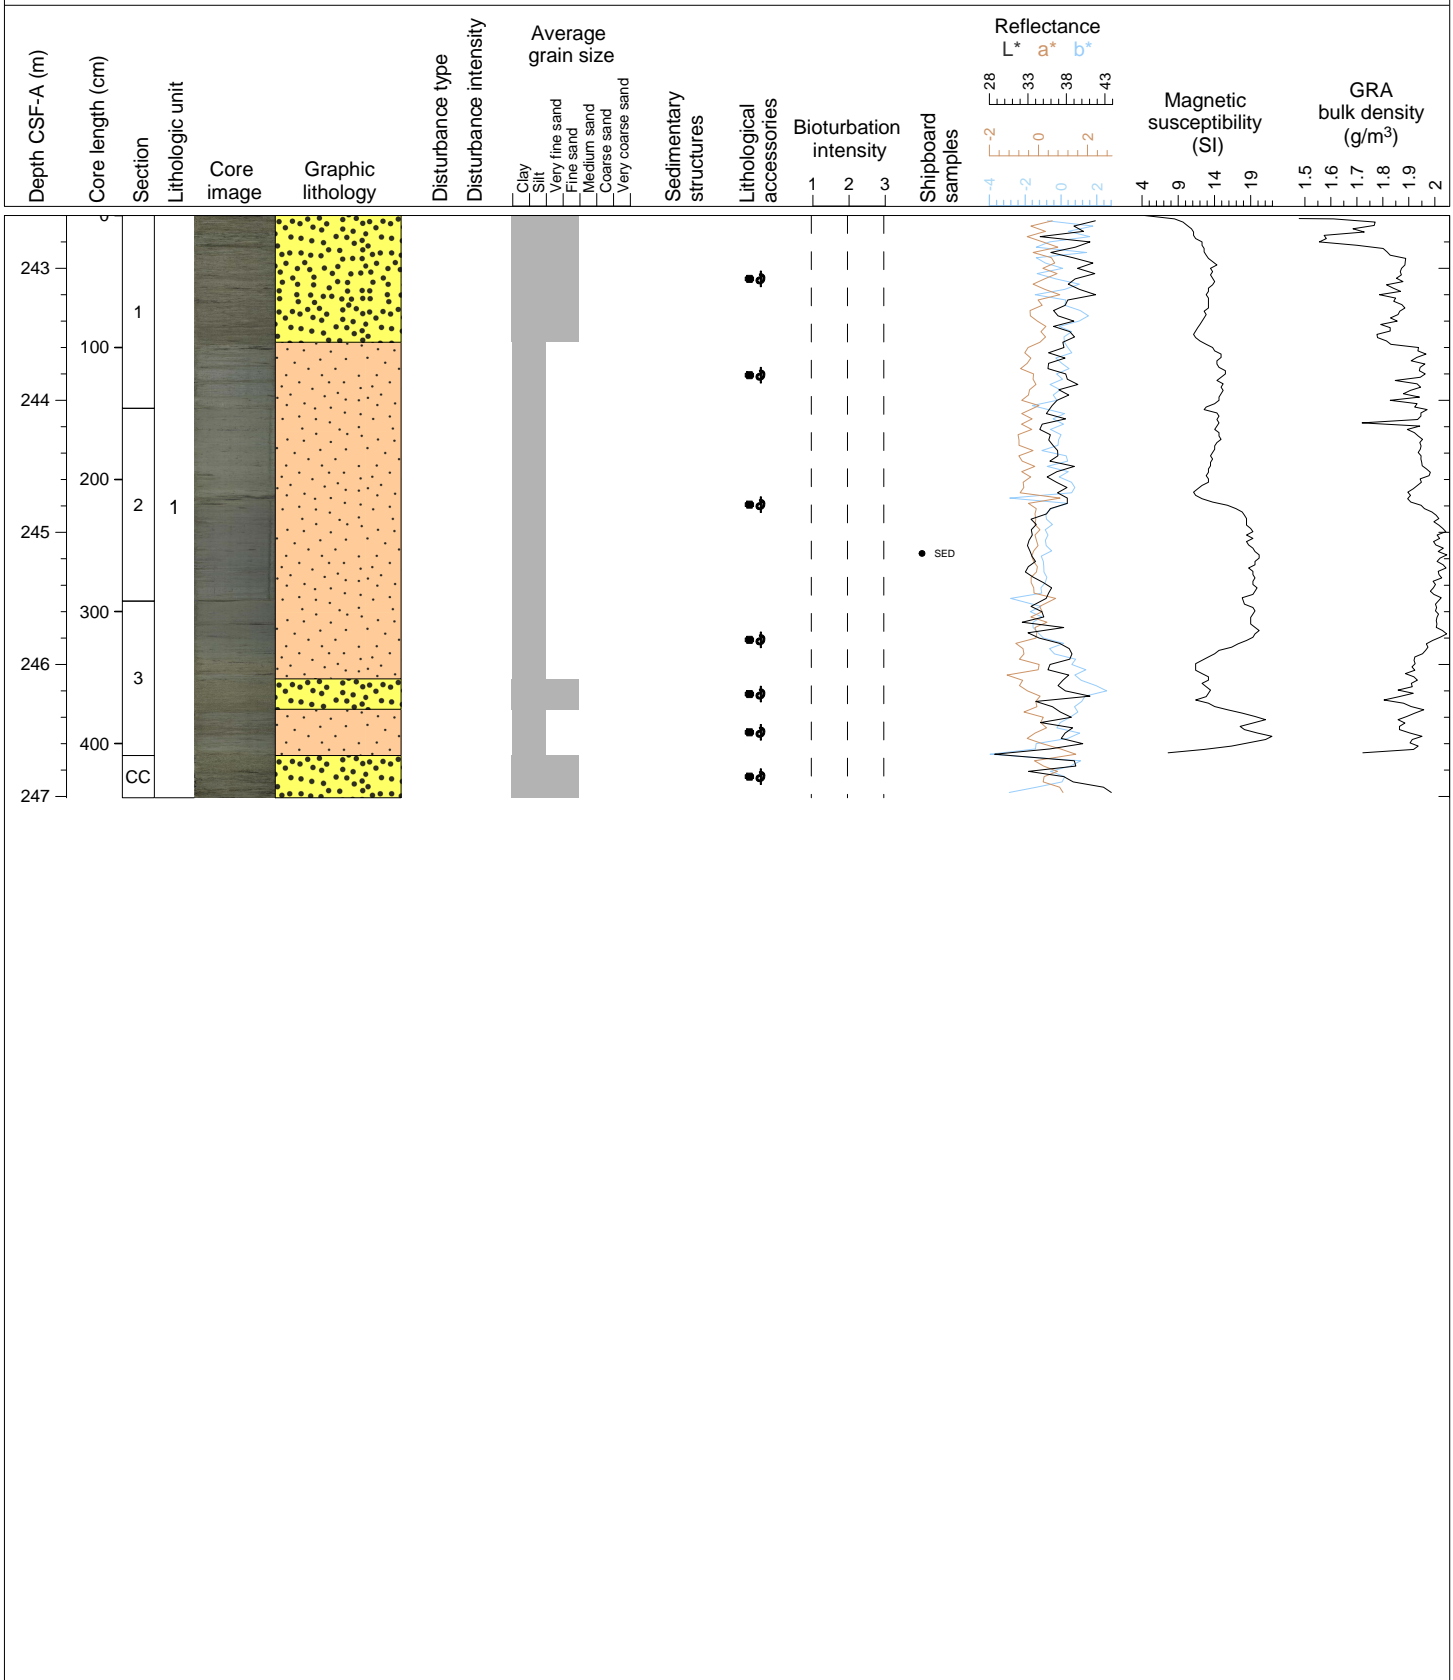 Depth CSF-A (m)
Core length (cm)
Section
Lithologic unit
Core
image
Graphic
lithology
Disturbance type
Disturbance intensity
Average
grain size
Clay
Silt
Very fine sand
Fine sand
Medium sand
Coarse sand
Very coarse sand
Sedimentary
structures
Lithological
accessories
Bioturbation
intensity
1 2 3
Shipboard
samples
Reflectance
L* a* b*
28 33 38 43
-2 0 2
-4 -2 0 2
Magnetic
susceptibility
(SI)
4 9 14 19
GRA
bulk density
(g/m³)
1.5 1.6 1.7 1.8 1.9 2
0
243
1
100
244
200
2
1
245
SED
300
246
3
400
CC
247